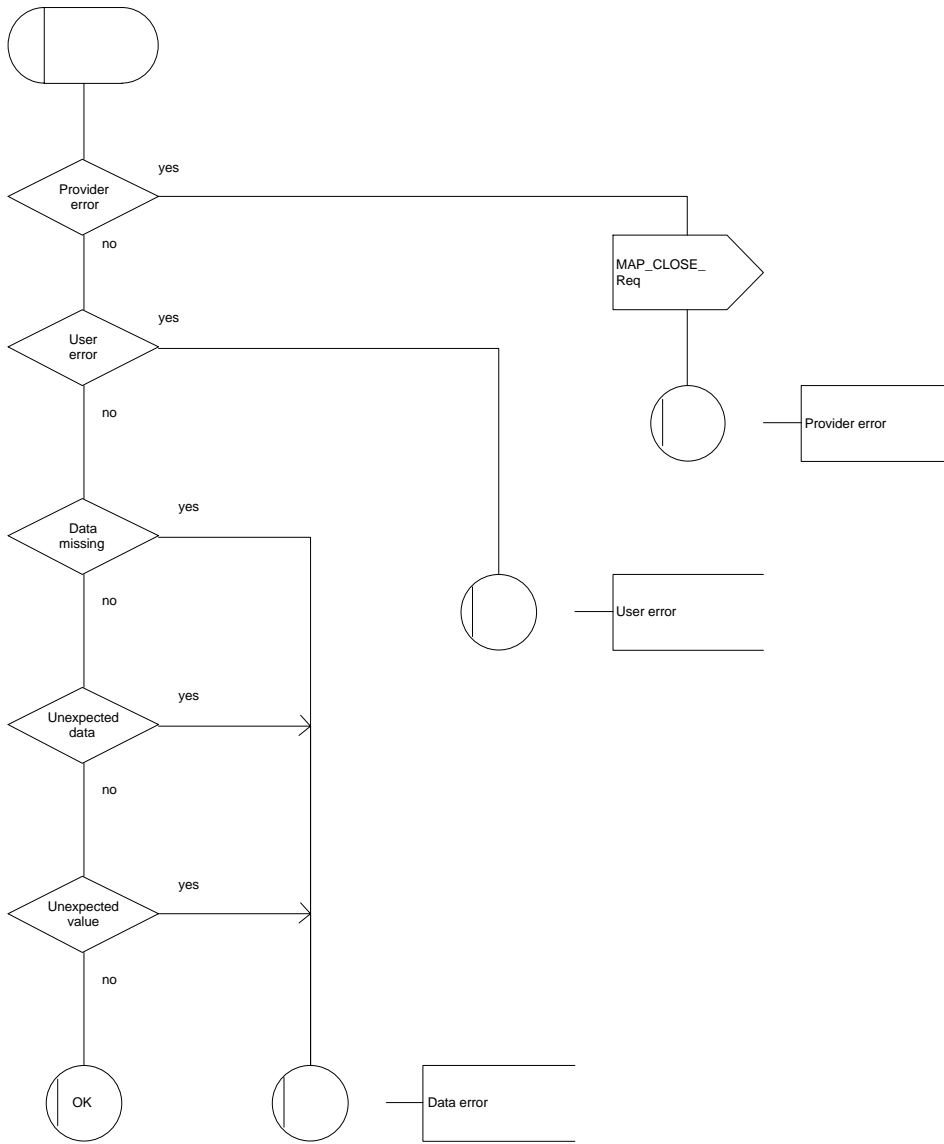 yes
Provider
error
no
MAP_CLOSE_
Req
yes
User
error
no
Provider error
yes
Data
missing
no
User error
yes
Unexpected
data
no
yes
Unexpected
value
no
OK
Data error